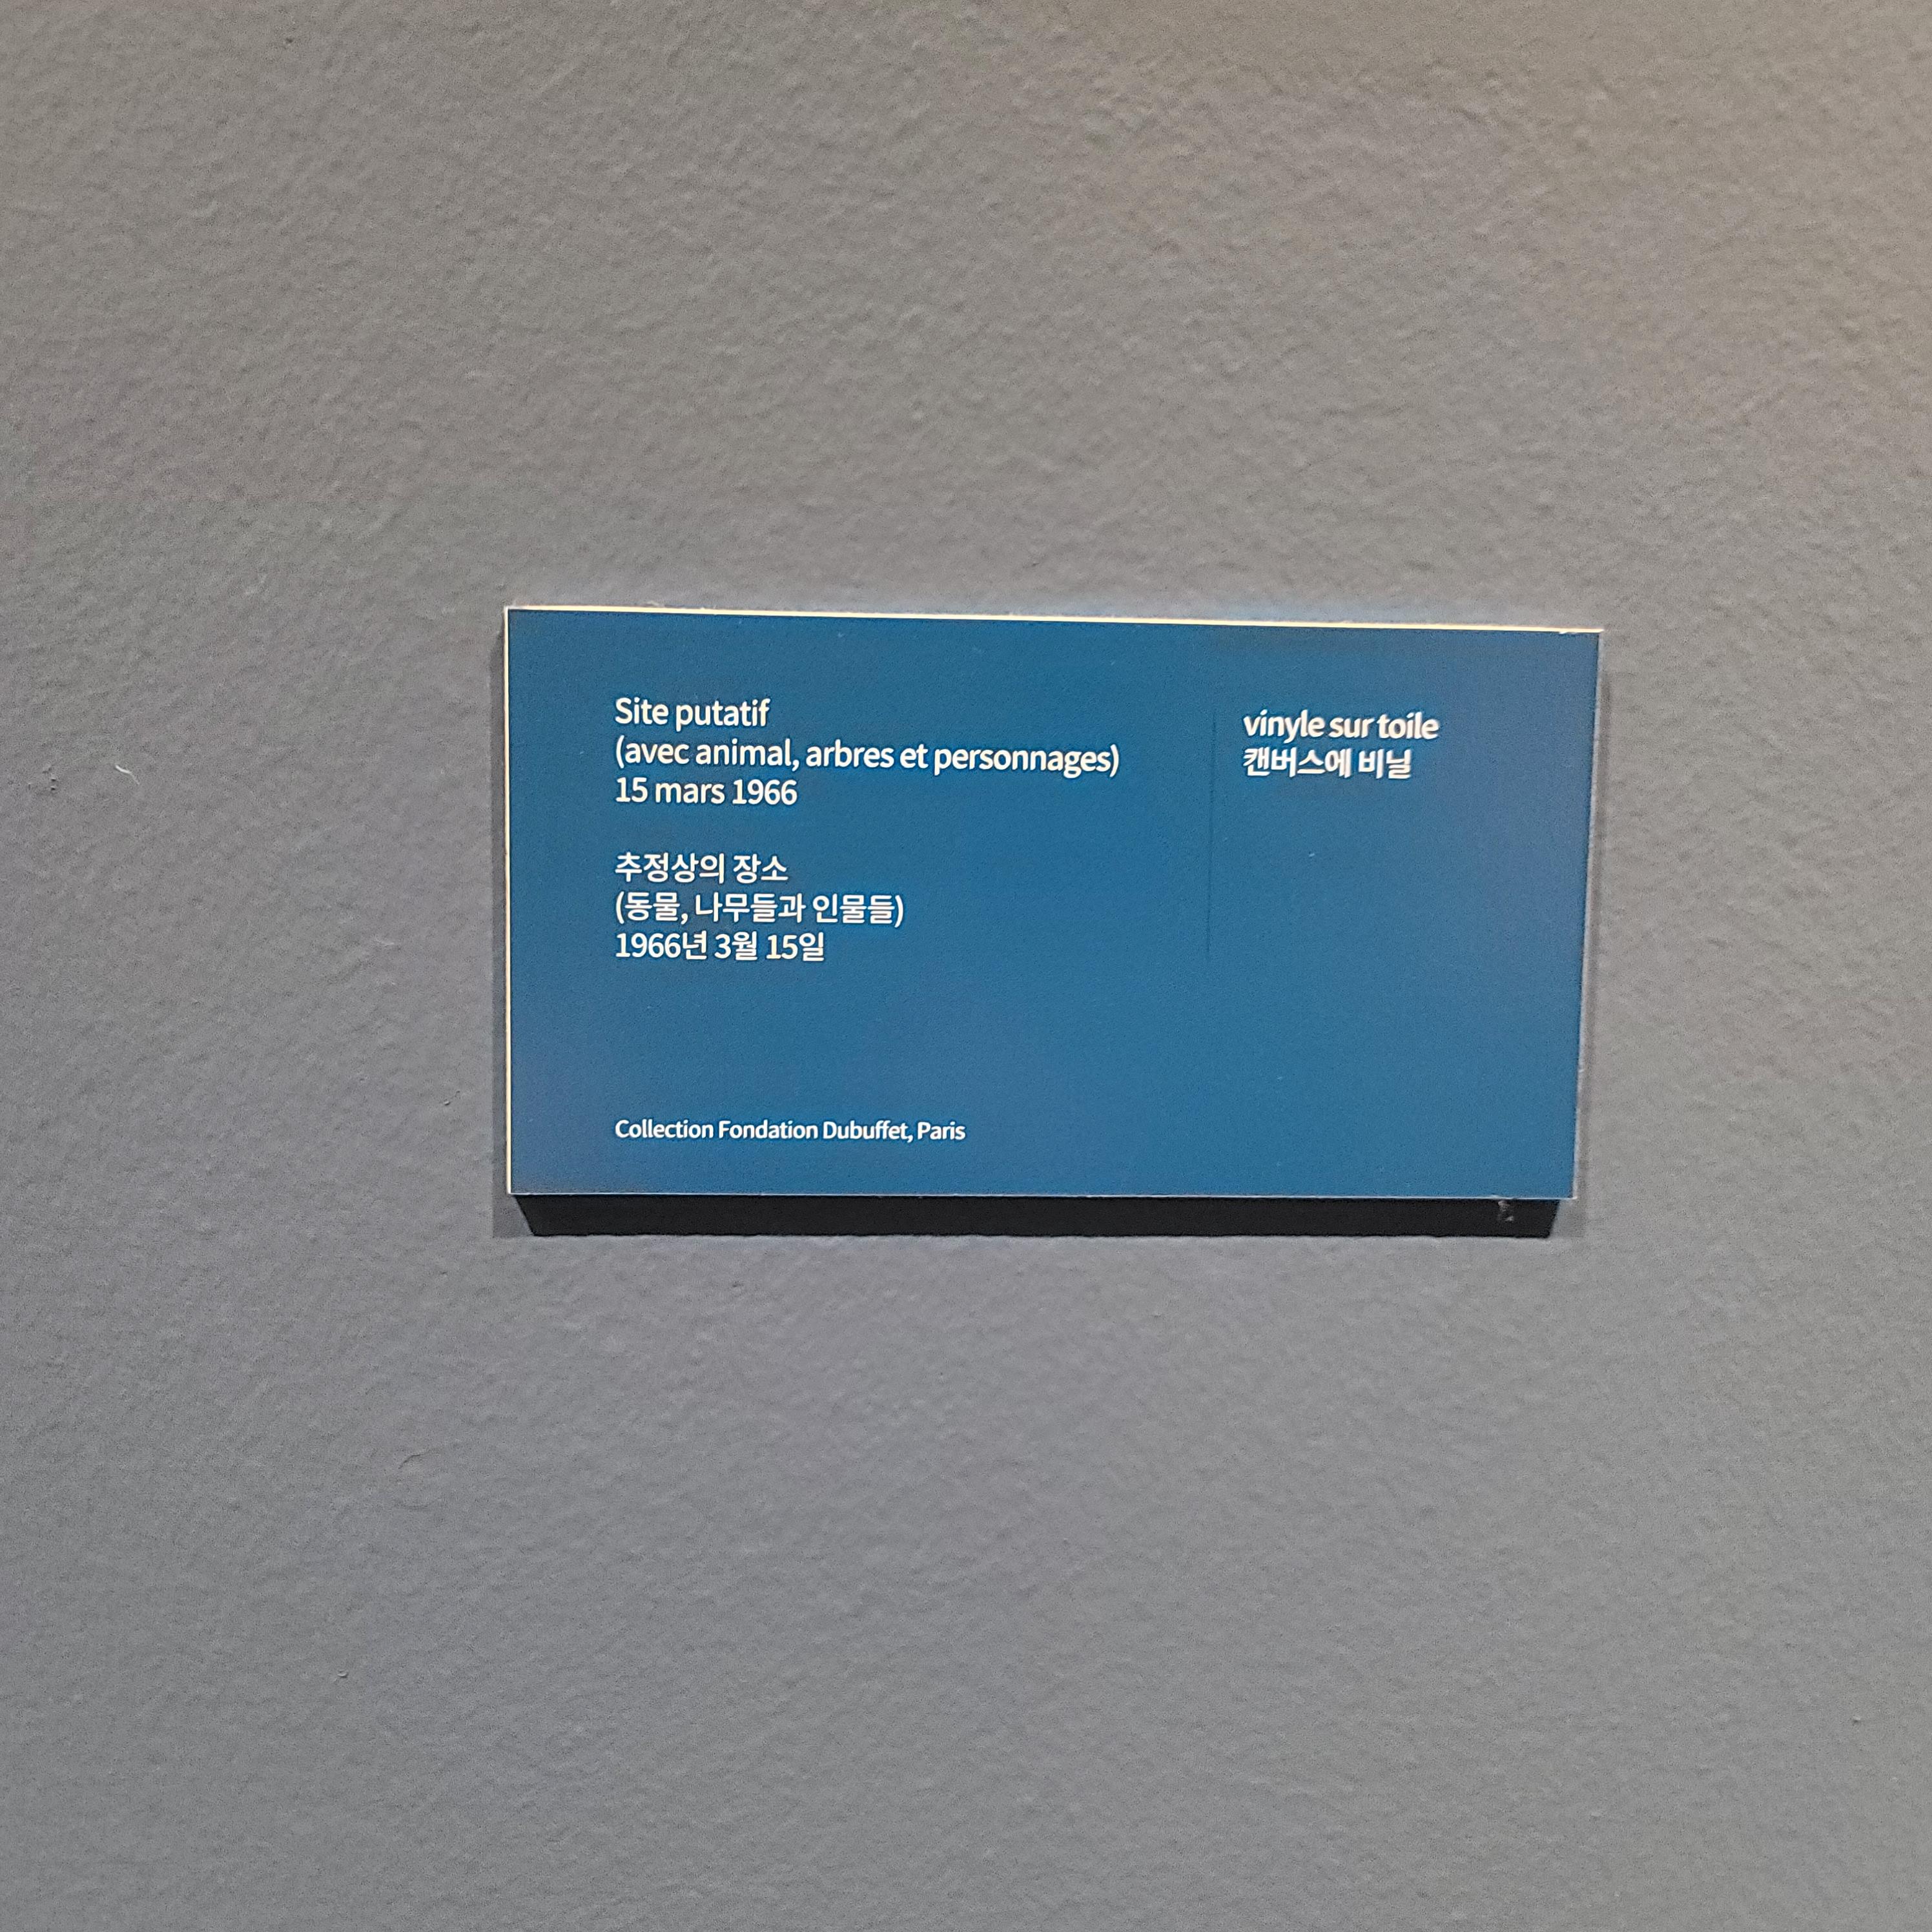 Site putatif
(avec animal, arbres et personnages)
15 mars 1966
추정상의 장소
(동물, 나무들과 인물들)
1966년 3월 15일
vinyle sur toile
캔버스에 비닐
Collection Fondation Dubuffet, Paris